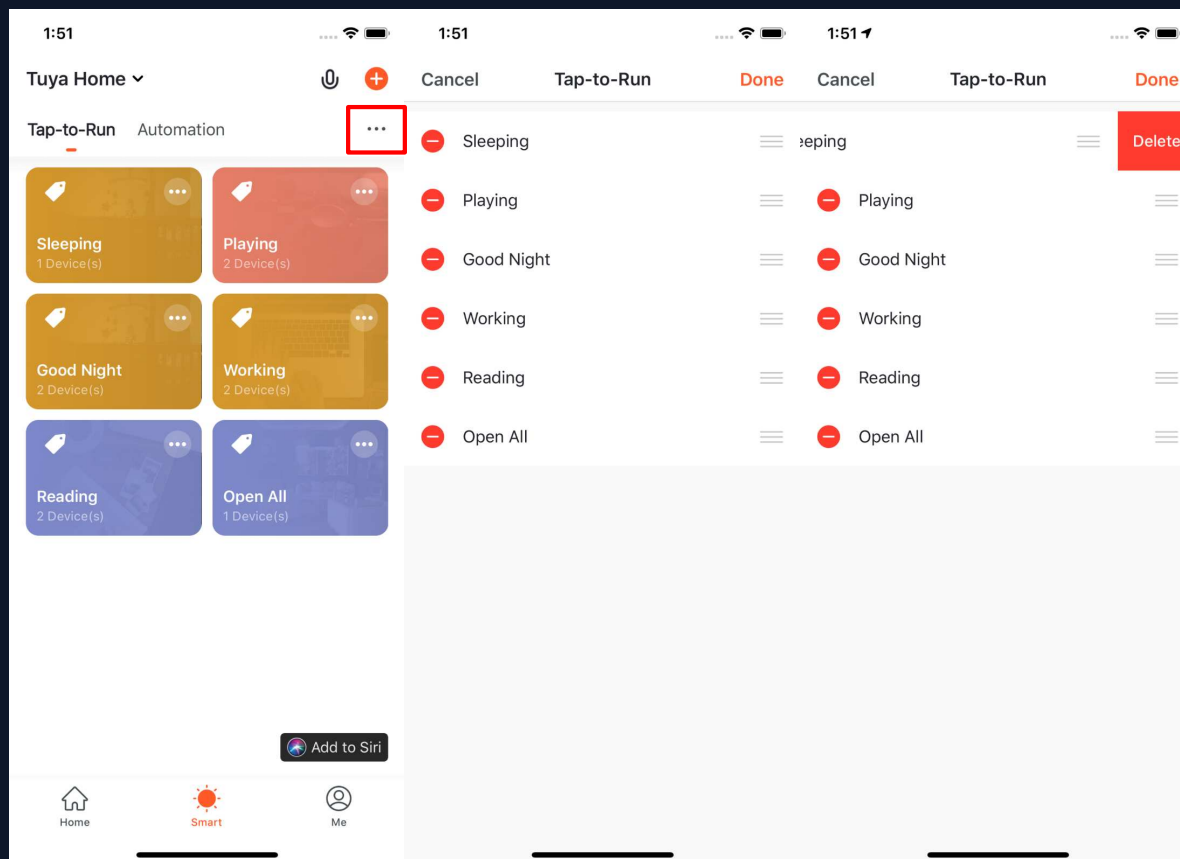 1:51
Tuya Home
Tap-to-Run Automation
Sleeping
1 Device(s)
Playing
2 Device(s)
Good Night
2 Device(s)
Working
2 Device(s)
Reading
2 Device(s)
Open All
1 Device(s)
Add to Siri
Home
Smart
Me
1:51
Cancel Tap-to-Run Done
Sleeping
Playing
Good Night
Working
Reading
Open All
1:51
Cancel Tap-to-Run Done
eeping Delete
Playing
Good Night
Working
Reading
Open All